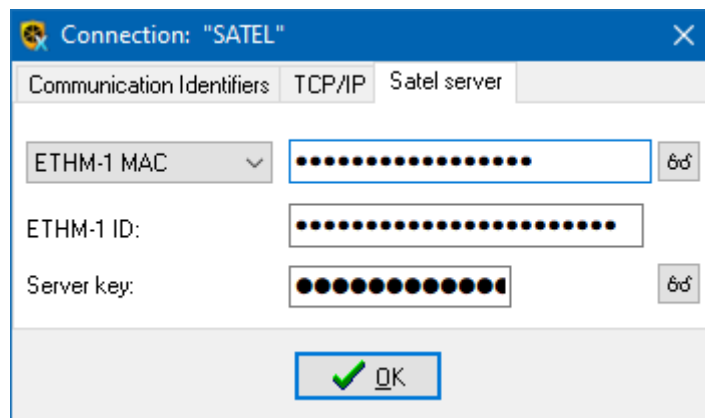 Connection: "SATEL"
Communication Identifiers TCP/IP Satel server
ETHM-1 MAC •••••••••••••••••
ETHM-1 ID: •••••••••••••••••••••••
Server key: ●●●●●●●●●●●●
OK